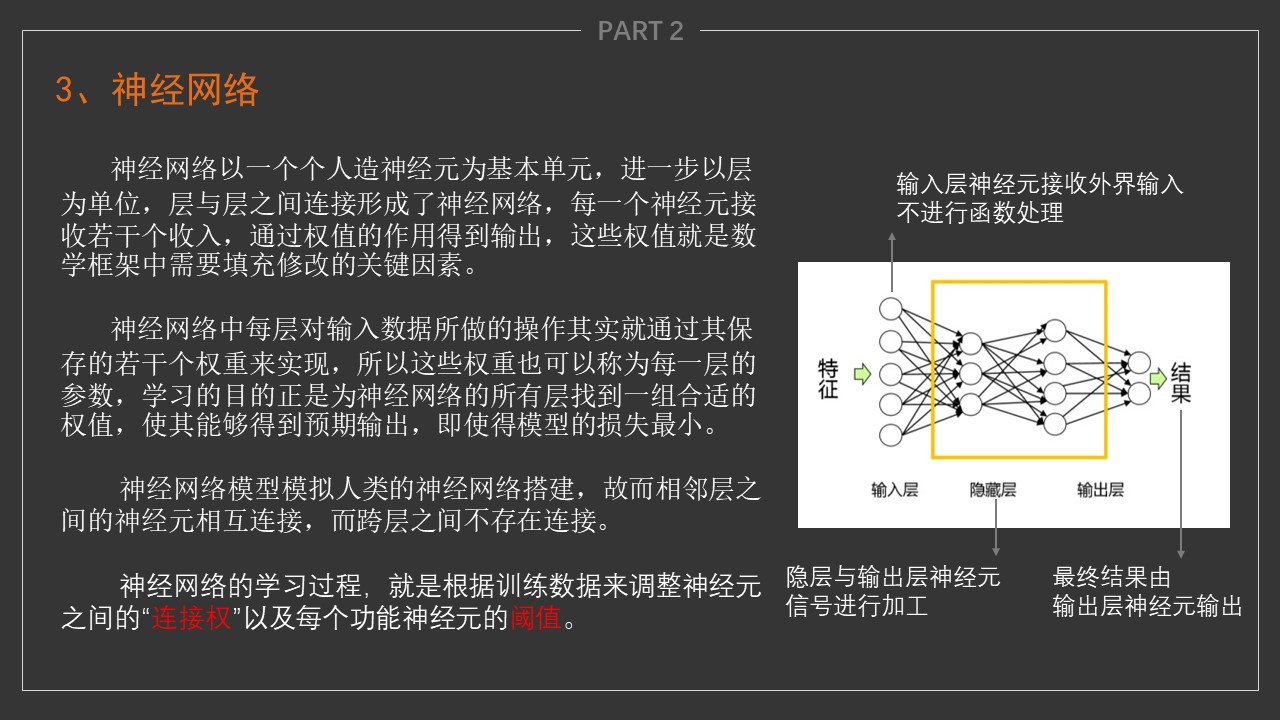 PART 2
3、神经网络
神经网络以一个个人造神经元为基本单元，进一步以层
为单位，层与层之间连接形成了神经网络，每一个神经元接
收若干个收入，通过权值的作用得到输出，这些权值就是数
学框架中需要填充修改的关键因素。
神经网络中每层对输入数据所做的操作其实就通过其保
存的若干个权重来实现，所以这些权重也可以称为每一层的
参数，学习的目的正是为神经网络的所有层找到一组合适的
权值，使其能够得到预期输出，即使得模型的损失最小。
神经网络模型模拟人类的神经网络搭建，故而相邻层之
间的神经元相互连接，而跨层之间不存在连接。
神经网络的学习过程，就是根据训练数据来调整神经元
之间的“连接权”以及每个功能神经元的阈值。
输入层神经元接收外界输入
不进行函数处理
特
征
结
果
输入层
隐藏层
输出层
隐层与输出层神经元
信号进行加工
最终结果由
输出层神经元输出